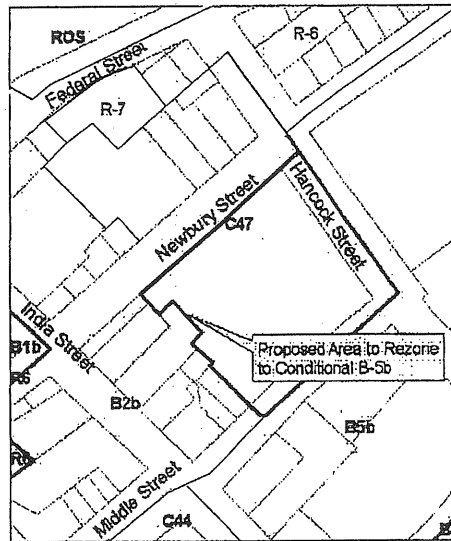 ROS
R-6
Federal Street
R-7
Newbury Street
C47
Hancock Street
India Street
B1b
R6
Proposed Area to Rezone
to Conditional B-5b
B2b
B5b
Middle Street
C44